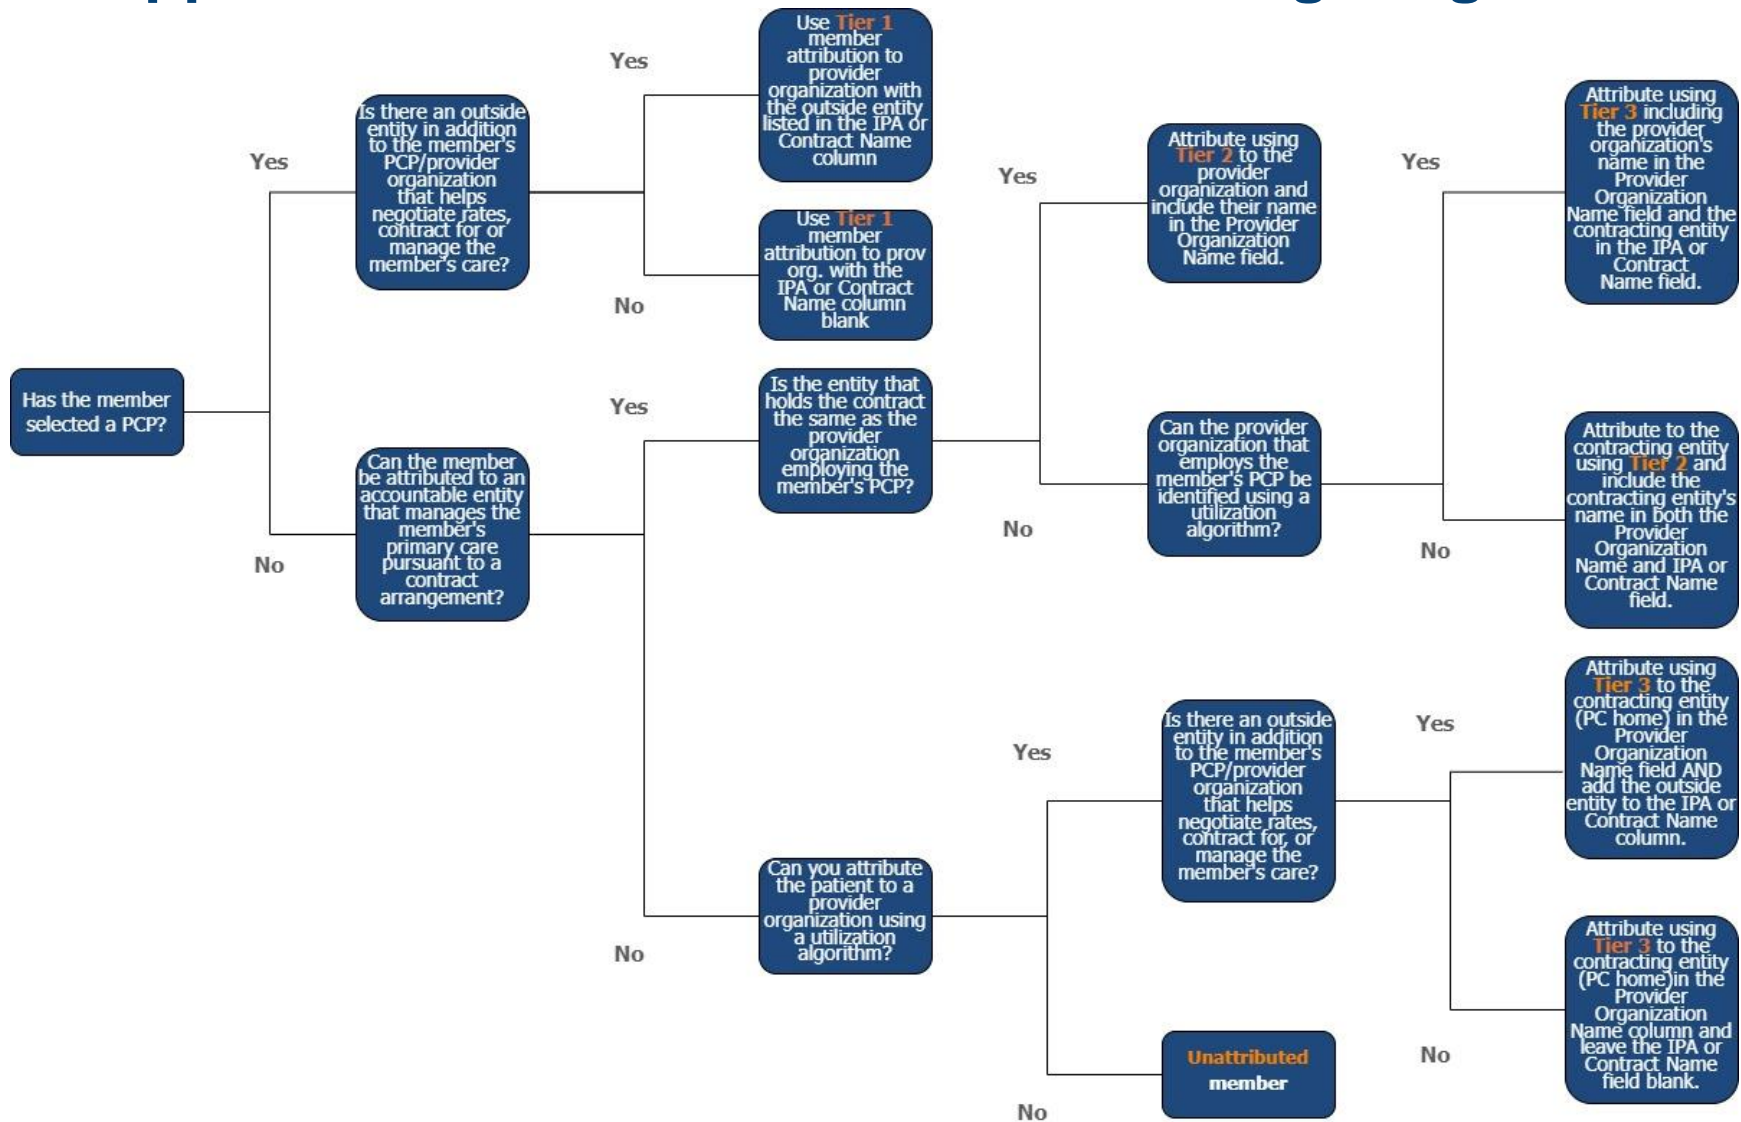 Has the member
selected a PCP?
Yes
No
Is there an outside
entity in addition
to the member's
PCP/provider
organization
that helps
negotiate rates,
contract for or
manage the
member's care?
Can the member
be attributed to an
accountable entity
that manages the
member's
primary care
pursuant to a
contract
arrangement?
Yes
No
Use Tier 1
member
attribution to
provider
organization with
the outside entity
listed in the IPA or
Contract Name
column
Use Tier 1
member
attribution to prov
org. with the
IPA or Contract
Name column
blank
Yes
No
Is the entity that
holds the contract
the same as the
provider
organization
employing the
member's PCP?
Can you attribute
the patient to a
provider
organization using
a utilization
algorithm?
Yes
No
Attribute using
Tier 2 to the
provider
organization and
include their name
in the Provider
Organization
Name field.
Can the provider
organization that
employs the
member's PCP be
identified using a
utilization
algorithm?
Yes
No
Attribute using
Tier 3 including
the provider
organization's
name in the
Provider
Organization
Name field and the
contracting entity
in the IPA or
Contract
Name field.
Attribute to the
contracting entity
using Tier 2 and
include the
contracting entity's
name in both the
Provider
Organization
Name and IPA or
Contract Name
field.
Yes
No
Is there an outside
entity in addition
to the member's
PCP/provider
organization
that helps
negotiate rates,
contract for, or
manage the
member's care?
Unattributed
member
Yes
No
Attribute using
Tier 3 to the
contracting entity
(PC home) in the
Provider
Organization
Name field AND
add the outside
entity to the IPA or
Contract Name
column.
Attribute using
Tier 3 to the
contracting entity
(PC home)in the
Provider
Organization
Name column and
leave the IPA or
Contract Name
field blank.